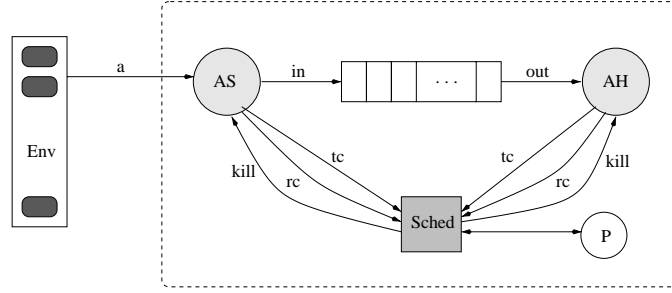 a
AS
in
. . .
out
AH
Env
tc
tc
kill
rc
rc
kill
Sched
P